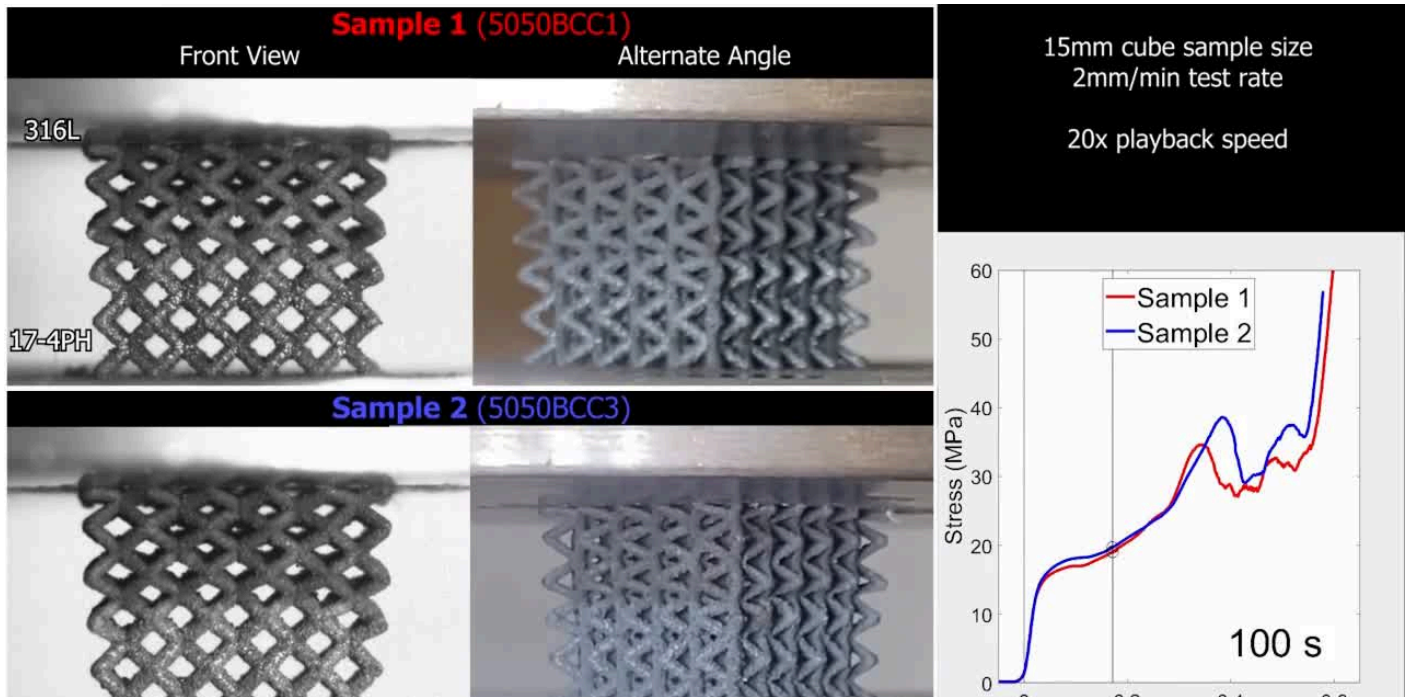 Sample 1 (5050BCC1)
Front View
Alternate Angle
316L
17-4PH
Sample 2 (5050BCC3)
15mm cube sample size
2mm/min test rate
20x playback speed
Sample 1
Sample 2
Stress (MPa)
60
50
40
30
20
10
0
100 s